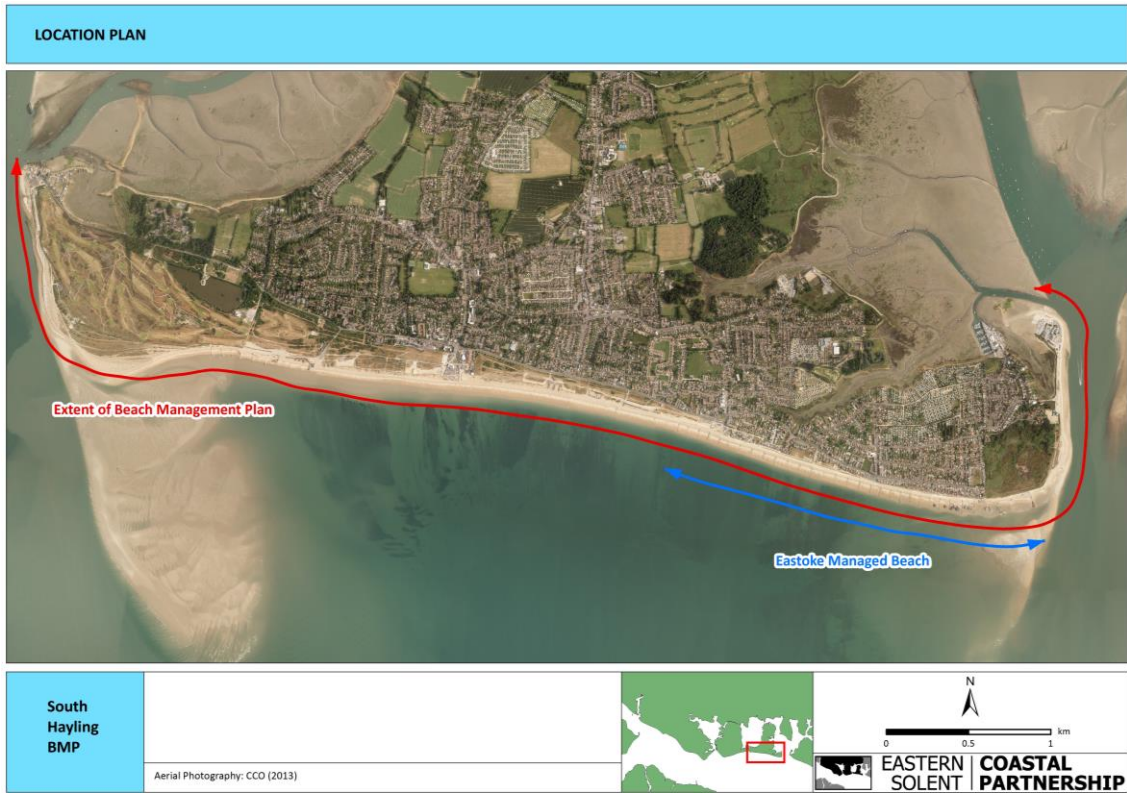 LOCATION PLAN
Extent of Beach Management Plan
Eastoke Managed Beach
South
Hayling
BMP
Aerial Photography: CCO (2013)
N
km
0 0.5 1
EASTERN
SOLENT
COASTAL
PARTNERSHIP